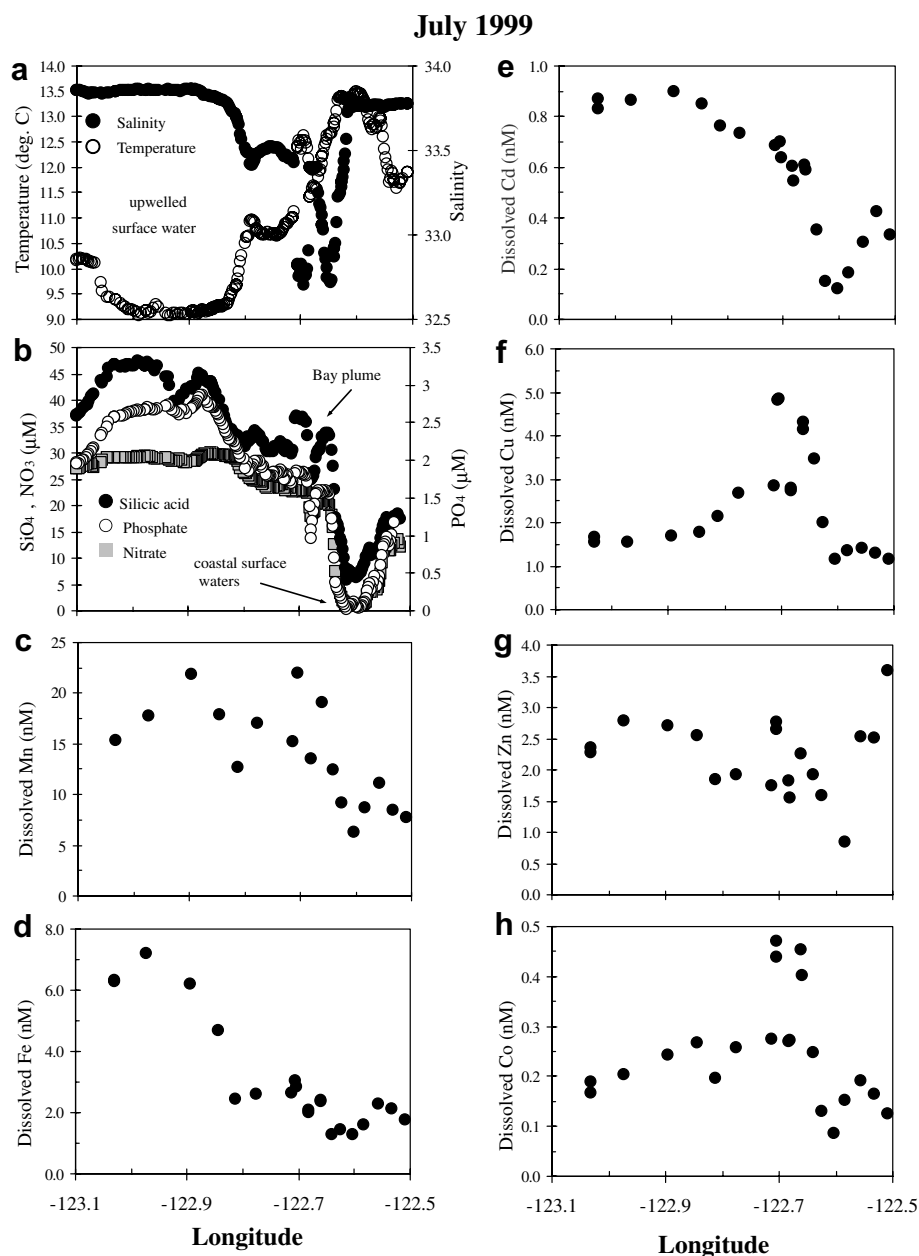 July 1999
a
14.0
13.5
13.0
12.5
12.0
11.5
11.0
10.5
10.0
9.5
9.0
Temperature (deg. C)
Salinity
Temperature
upwelled
surface water
34.0
33.5
33.0
32.5
Salinity
b
50
45
40
35
30
25
20
15
10
5
0
SiO4 , NO3 (µM)
Bay plume
Silicic acid
Phosphate
Nitrate
coastal surface
waters
3.5
3
2.5
2
1.5
1
0.5
0
PO4 (µM)
c
25
20
15
10
5
0
Dissolved Mn (nM)
d
8.0
6.0
4.0
2.0
0.0
Dissolved Fe (nM)
-123.1 -122.9 -122.7 -122.5
Longitude
e
1.0
0.8
0.6
0.4
0.2
0.0
Dissolved Cd (nM)
f
6.0
5.0
4.0
3.0
2.0
1.0
0.0
Dissolved Cu (nM)
g
4.0
3.5
3.0
2.5
2.0
1.5
1.0
0.5
0.0
Dissolved Zn (nM)
h
0.5
0.4
0.3
0.2
0.1
0.0
Dissolved Co (nM)
-123.1 -122.9 -122.7 -122.5
Longitude